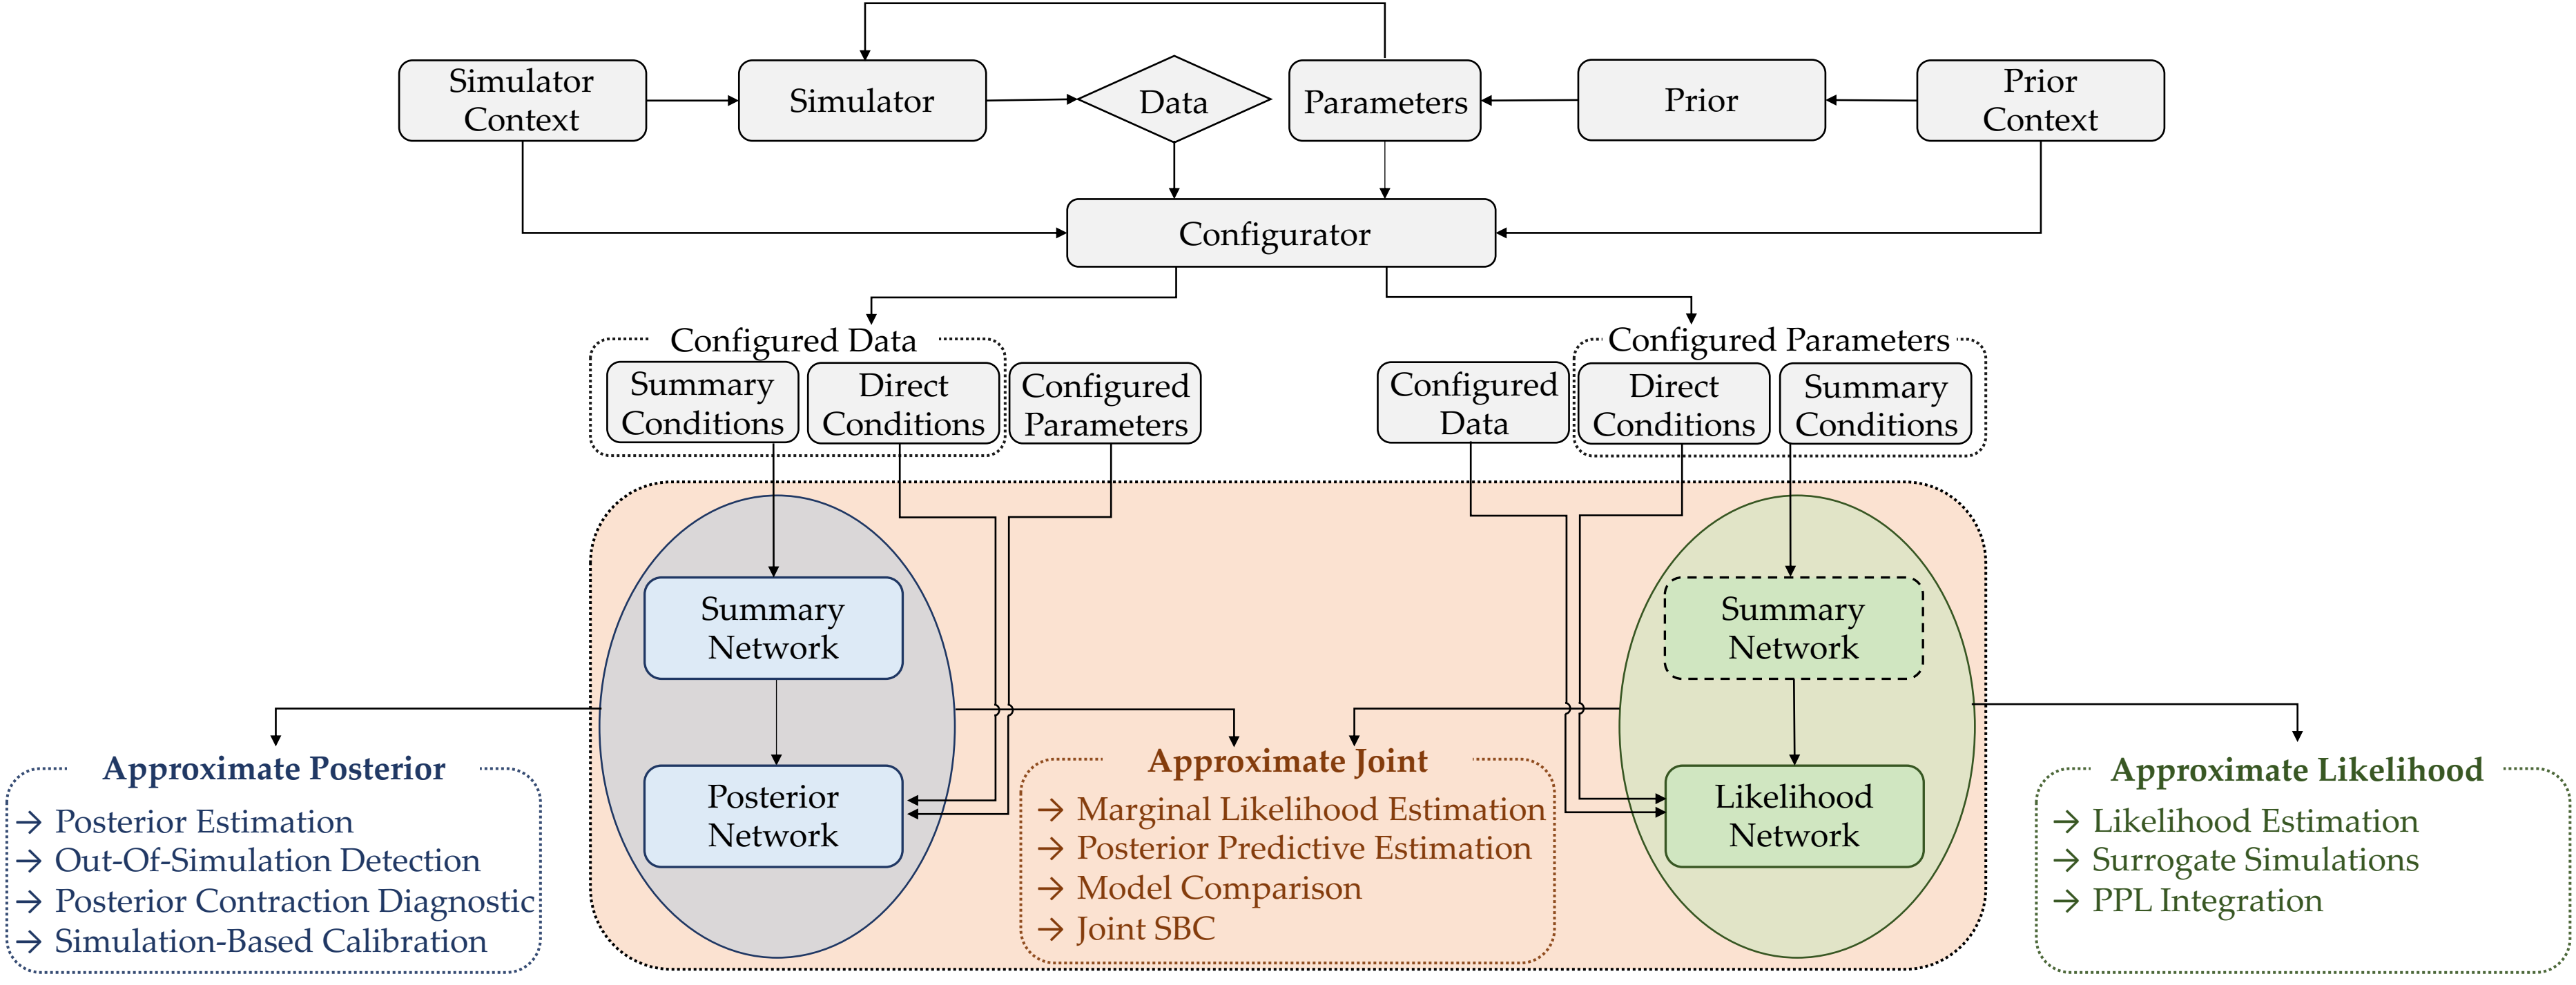 Simulator
Context
Simulator
Data
Parameters
Prior
Prior
Context
Configurator
Configured Data
Summary
Conditions
Direct
Conditions
Configured
Parameters
Configured
Data
Configured Parameters
Direct
Conditions
Summary
Conditions
Summary
Network
Posterior
Network
Summary
Network
Likelihood
Network
Approximate Posterior
→ Posterior Estimation
→ Out-Of-Simulation Detection
→ Posterior Contraction Diagnostic
→ Simulation-Based Calibration
Approximate Joint
→ Marginal Likelihood Estimation
→ Posterior Predictive Estimation
→ Model Comparison
→ Joint SBC
Approximate Likelihood
→ Likelihood Estimation
→ Surrogate Simulations
→ PPL Integration